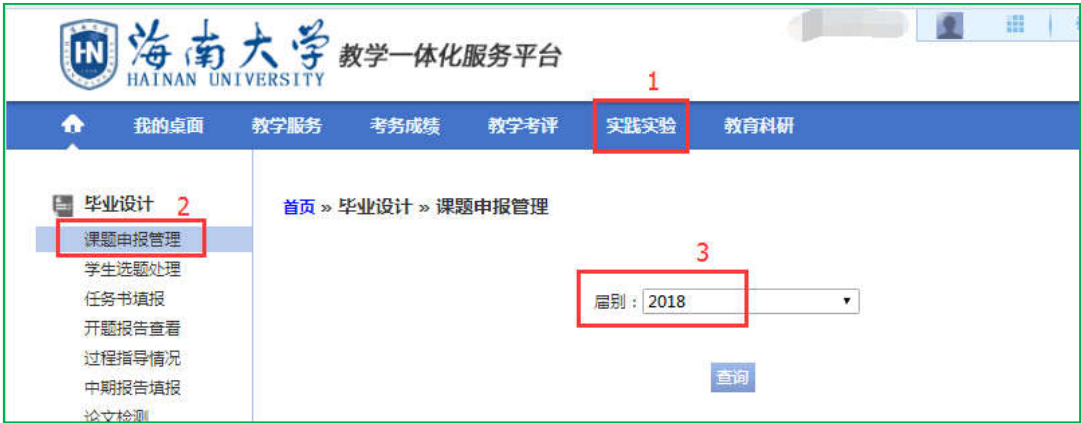 HN 海南大学 教学一体化服务平台
HAINAN UNIVERSITY
1
我的桌面 教学服务 考务成绩 教学考评 实践实验 教育科研
毕业设计 2
首页 » 毕业设计 » 课题申报管理
课题申报管理
3
学生选题处理
任务书填报
届别：2018
开题报告查看
过程指导情况
查询
中期报告填报
论文检测